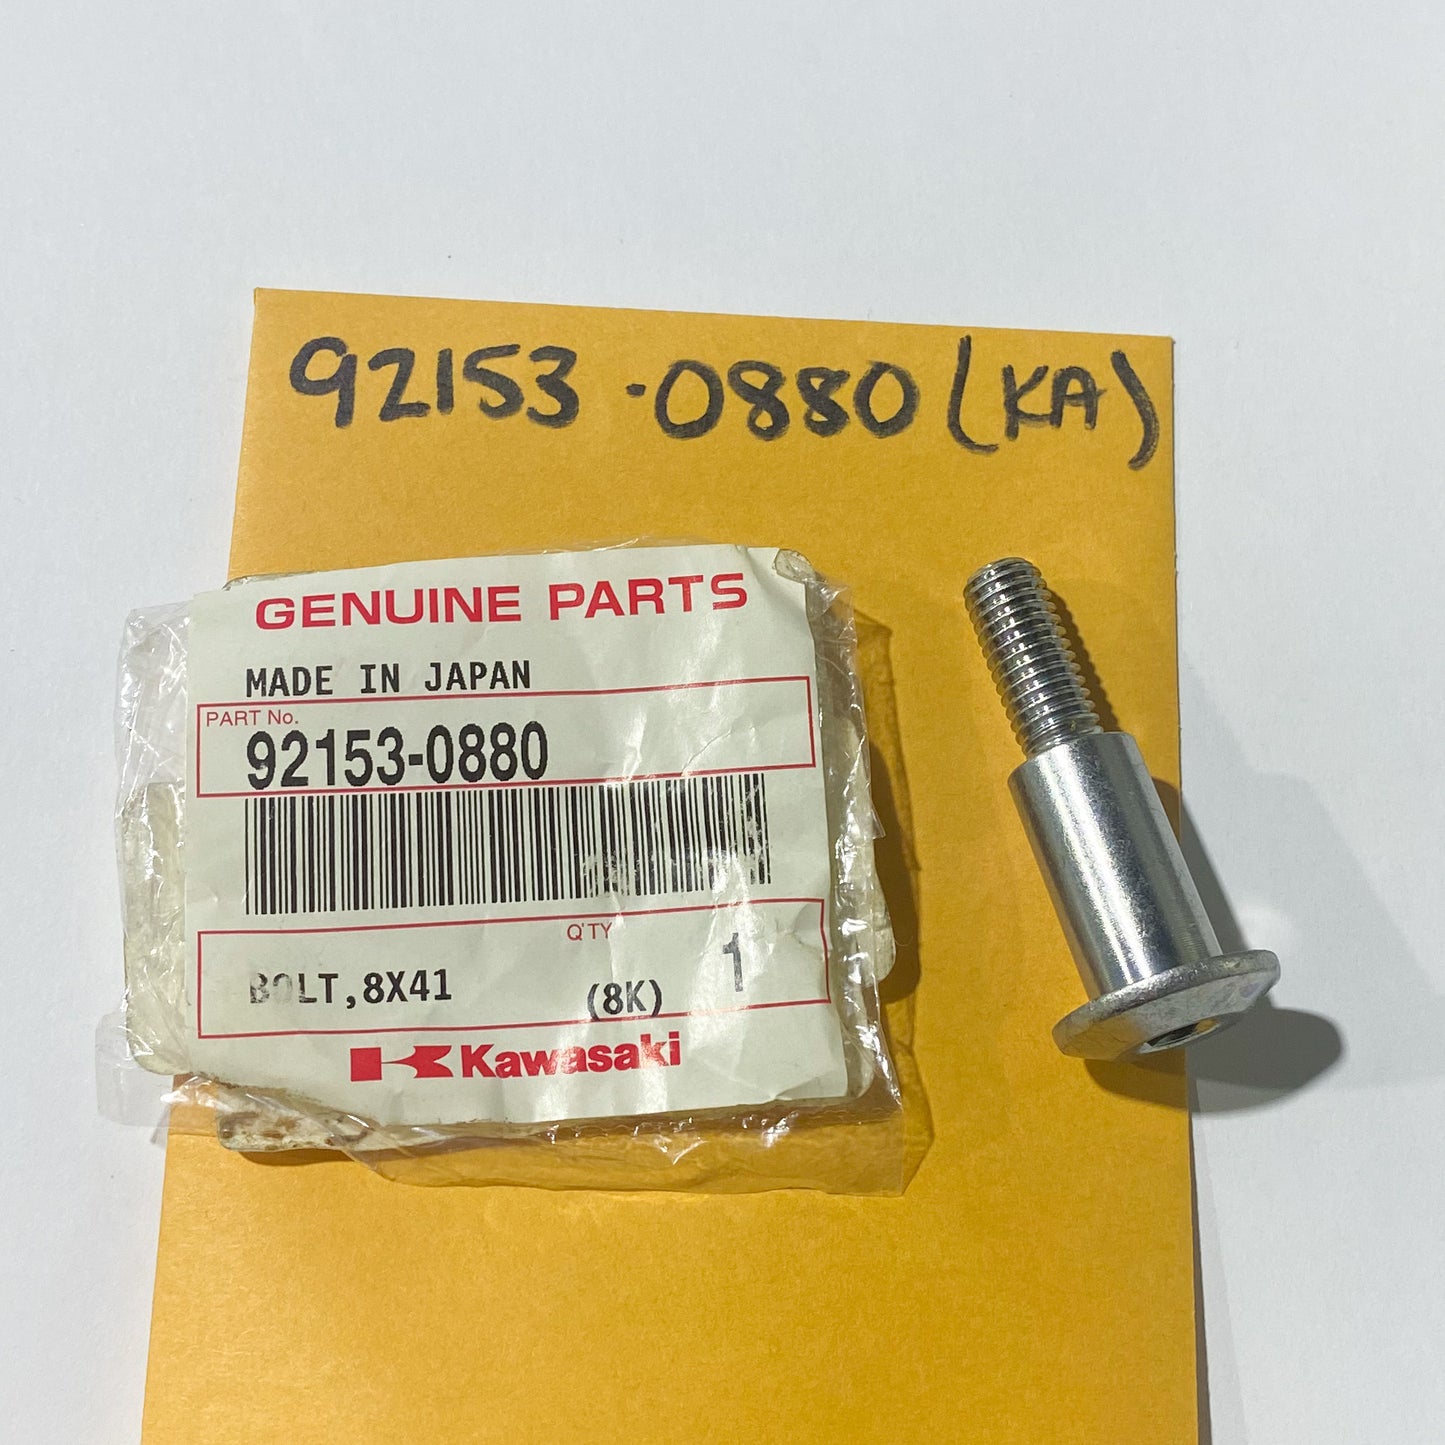 92153-0880 (KA)
GENUINE PARTS
MADE IN JAPAN
PART No.
92153-0880
Q'TY
BOLT,8X41 (8K) 1
Kawasaki